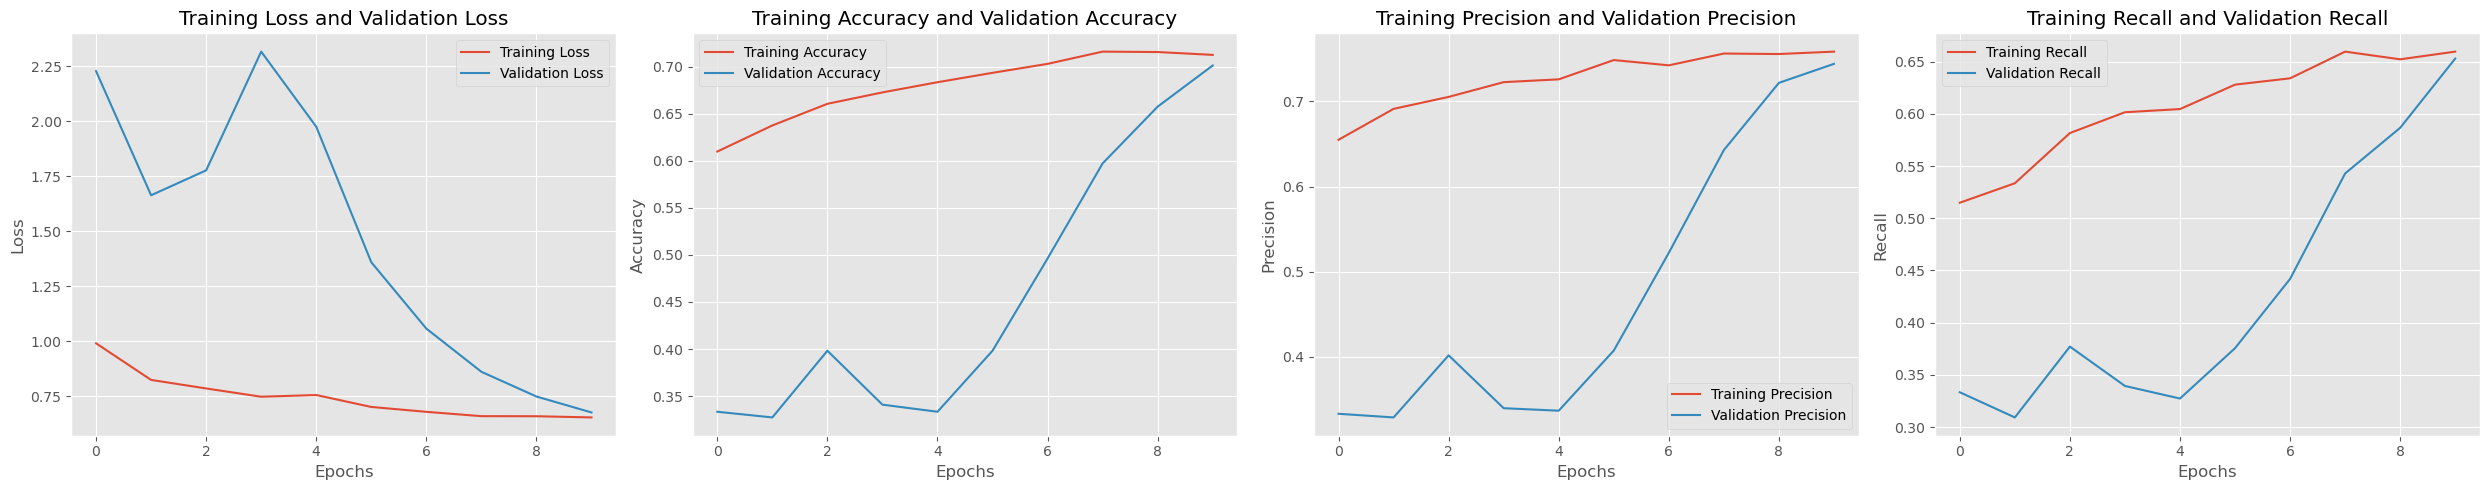 Training Loss and Validation Loss
Training Loss
Validation Loss
2.25
2.00
1.75
1.50
1.25
1.00
0.75
Loss
0 2 4 6 8
Epochs
Training Accuracy and Validation Accuracy
Training Accuracy
Validation Accuracy
0.70
0.65
0.60
0.55
0.50
0.45
0.40
0.35
Accuracy
0 2 4 6 8
Epochs
Training Precision and Validation Precision
0.7
0.6
0.5
0.4
Precision
Training Precision
Validation Precision
0 2 4 6 8
Epochs
Training Recall and Validation Recall
Training Recall
Validation Recall
0.65
0.60
0.55
0.50
0.45
0.40
0.35
0.30
Recall
0 2 4 6 8
Epochs